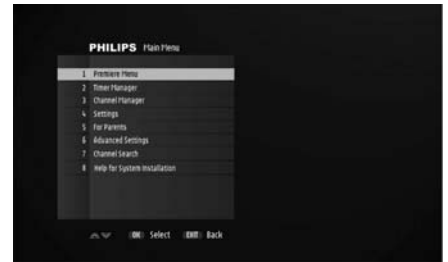 PHILIPS Main Menu
1 Premiere Menu
2 Timer Manager
3 Channel Manager
4 Settings
5 For Parents
6 Advanced Settings
7 Channel Search
8 Help for System Installation
OK Select EXIT Back